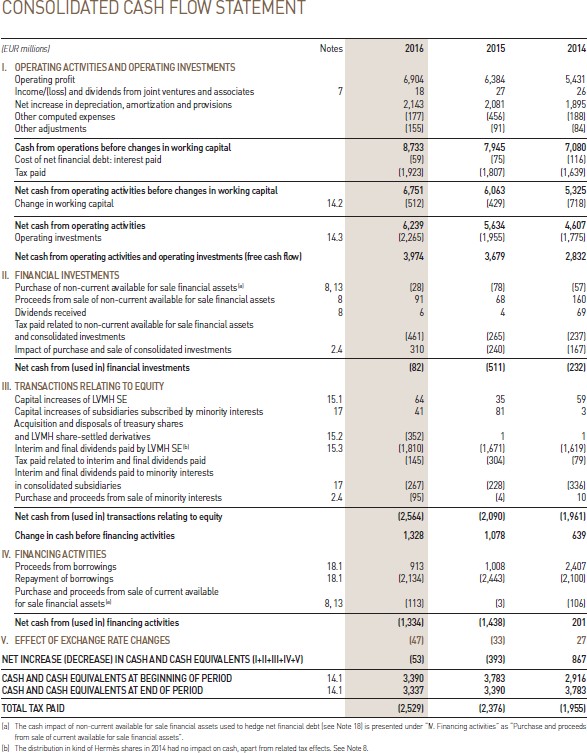 CONSOLIDATED CASH FLOW STATEMENT
(EUR millions) Notes 2016 2015 2014
I. OPERATING ACTIVITIES AND OPERATING INVESTMENTS
Operating profit 6,904 6,384 5,431
Income/(loss) and dividends from joint ventures and associates 7 18 27 26
Net increase in depreciation, amortization and provisions 2,143 2,081 1,895
Other computed expenses (177) (456) (188)
Other adjustments (155) (91) (84)
Cash from operations before changes in working capital 8,733 7,945 7,080
Cost of net financial debt: interest paid (59) (75) (116)
Tax paid (1,923) (1,807) (1,639)
Net cash from operating activities before changes in working capital 6,751 6,063 5,325
Change in working capital 14.2 (512) (429) (718)
Net cash from operating activities 6,239 5,634 4,607
Operating investments 14.3 (2,265) (1,955) (1,775)
Net cash from operating activities and operating investments (free cash flow) 3,974 3,679 2,832
II. FINANCIAL INVESTMENTS
Purchase of non-current available for sale financial assets(a) 8, 13 (28) (78) (57)
Proceeds from sale of non-current available for sale financial assets 8 91 68 160
Dividends received 8 6 4 69
Tax paid related to non-current available for sale financial assets
and consolidated investments (461) (265) (237)
Impact of purchase and sale of consolidated investments 2.4 310 (240) (167)
Net cash from (used in) financial investments (82) (511) (232)
III. TRANSACTIONS RELATING TO EQUITY
Capital increases of LVMH SE 15.1 64 35 59
Capital increases of subsidiaries subscribed by minority interests 17 41 81 3
Acquisition and disposals of treasury shares
and LVMH share-settled derivatives 15.2 (352) 1 1
Interim and final dividends paid by LVMH SE(b) 15.3 (1,810) (1,671) (1,619)
Tax paid related to interim and final dividends paid (145) (304) (79)
Interim and final dividends paid to minority interests
in consolidated subsidiaries 17 (267) (228) (336)
Purchase and proceeds from sale of minority interests 2.4 (95) (4) 10
Net cash from (used in) transactions relating to equity (2,564) (2,090) (1,961)
Change in cash before financing activities 1,328 1,078 639
IV. FINANCING ACTIVITIES
Proceeds from borrowings 18.1 913 1,008 2,407
Repayment of borrowings 18.1 (2,134) (2,443) (2,100)
Purchase and proceeds from sale of current available
for sale financial assets(a) 8, 13 (113) (3) (106)
Net cash from (used in) financing activities (1,334) (1,438) 201
V. EFFECT OF EXCHANGE RATE CHANGES (47) (33) 27
NET INCREASE (DECREASE) IN CASH AND CASH EQUIVALENTS (I+II+III+IV+V) (53) (393) 867
CASH AND CASH EQUIVALENTS AT BEGINNING OF PERIOD 14.1 3,390 3,783 2,916
CASH AND CASH EQUIVALENTS AT END OF PERIOD 14.1 3,337 3,390 3,783
TOTAL TAX PAID (2,529) (2,376) (1,955)
(a) The cash impact of non-current available for sale financial assets used to hedge net financial debt (see Note 18) is presented under "IV. Financing activities" as "Purchase and proceeds
from sale of current available for sale financial assets".
(b) The distribution in kind of Hermès shares in 2014 had no impact on cash, apart from related tax effects. See Note 8.